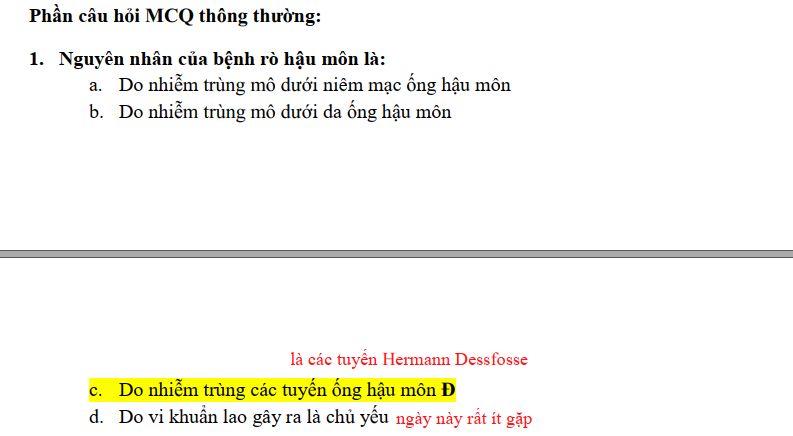 Phần câu hỏi MCQ thông thường:
1. Nguyên nhân của bệnh rò hậu môn là:
a. Do nhiễm trùng mô dưới niêm mạc ống hậu môn
b. Do nhiễm trùng mô dưới da ống hậu môn
là các tuyến Hermann Dessfosse
c. Do nhiễm trùng các tuyến ống hậu môn Đ
d. Do vi khuẩn lao gây ra là chủ yếu ngày này rất ít gặp